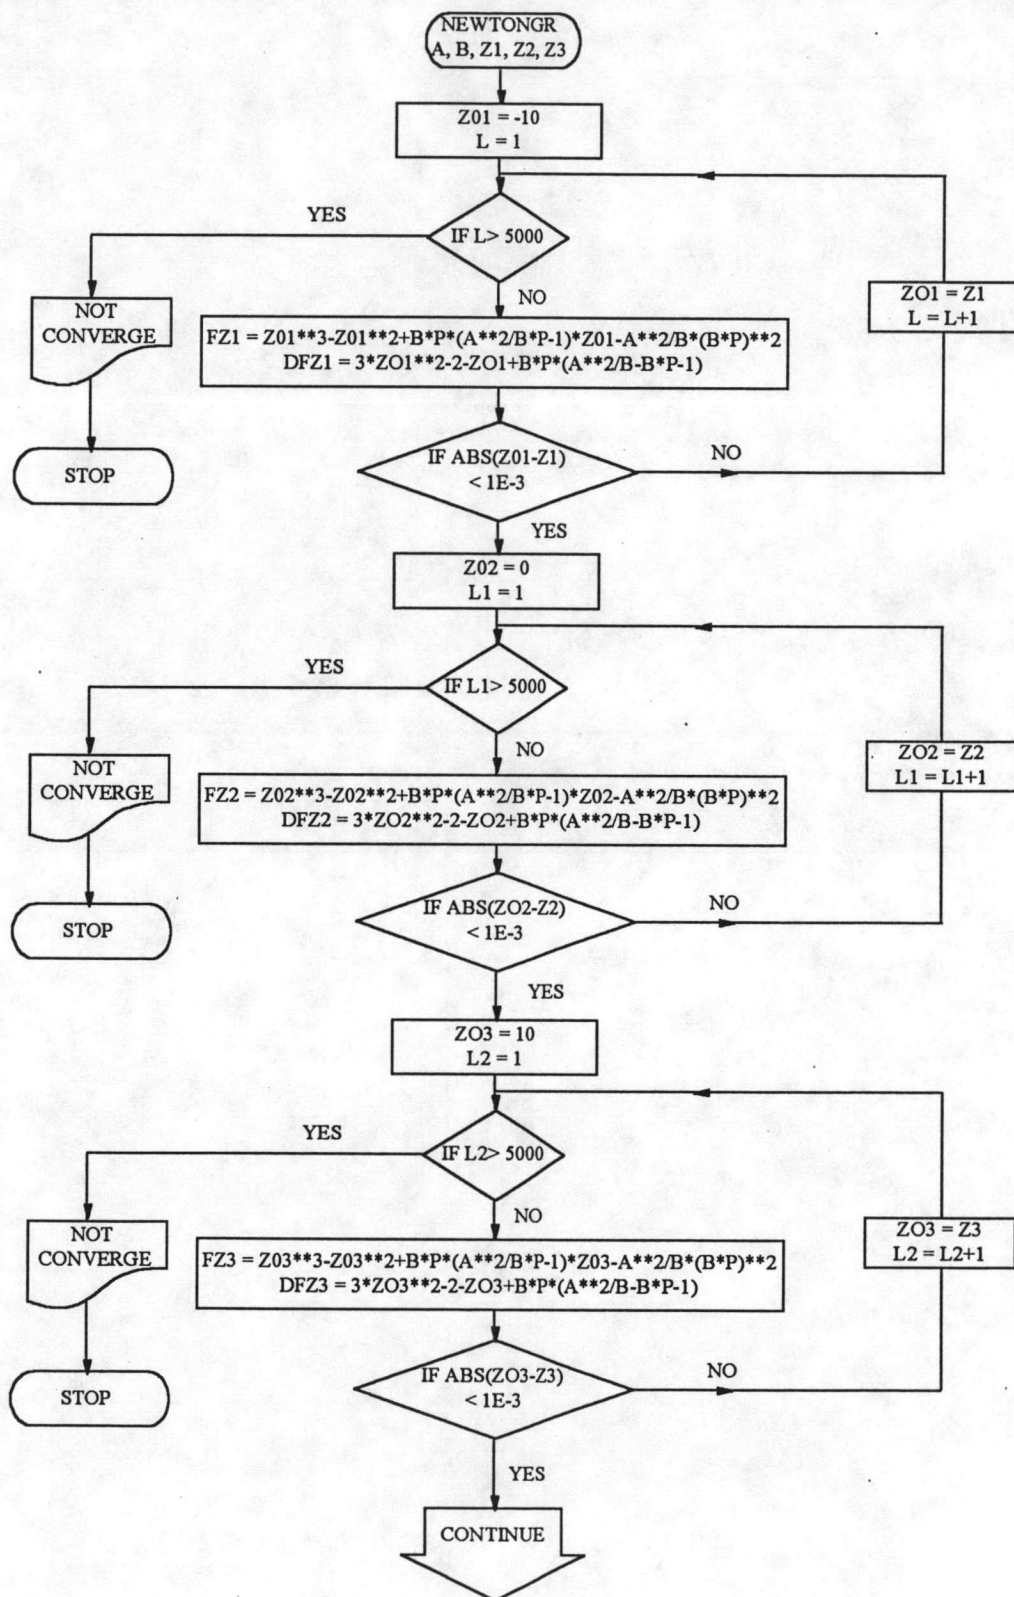 NEWTONGR
A, B, Z1, Z2, Z3
Z01 = -10
L = 1
YES
IF L> 5000
NO
NOT
CONVERGE
ZO1 = Z1
L = L+1
FZ1 = Z01**3-Z01**2+B*P*(A**2/B*P-1)*Z01-A**2/B*(B*P)**2
DFZ1 = 3*ZO1**2-2-ZO1+B*P*(A**2/B-B*P-1)
STOP
IF ABS(Z01-Z1)
< 1E-3
NO
YES
Z02 = 0
L1 = 1
YES
IF L1> 5000
NO
NOT
CONVERGE
ZO2 = Z2
L1 = L1+1
FZ2 = Z02**3-Z02**2+B*P*(A**2/B*P-1)*Z02-A**2/B*(B*P)**2
DFZ2 = 3*ZO2**2-2-ZO2+B*P*(A**2/B-B*P-1)
STOP
IF ABS(ZO2-Z2)
< 1E-3
NO
YES
ZO3 = 10
L2 = 1
YES
IF L2> 5000
NO
NOT
CONVERGE
ZO3 = Z3
L2 = L2+1
FZ3 = Z03**3-Z03**2+B*P*(A**2/B*P-1)*Z03-A**2/B*(B*P)**2
DFZ3 = 3*ZO3**2-2-ZO3+B*P*(A**2/B-B*P-1)
STOP
IF ABS(ZO3-Z3)
< 1E-3
NO
YES
CONTINUE